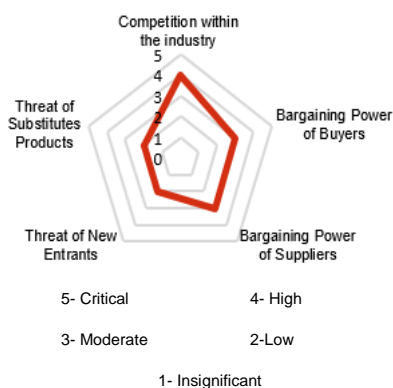 Competition within
the industry
5
4
3
2
1
0
Threat of
Substitutes
Products
Bargaining Power
of Buyers
Threat of New
Entrants
Bargaining Power
of Suppliers
5- Critical
4- High
3- Moderate
2-Low
1- Insignificant